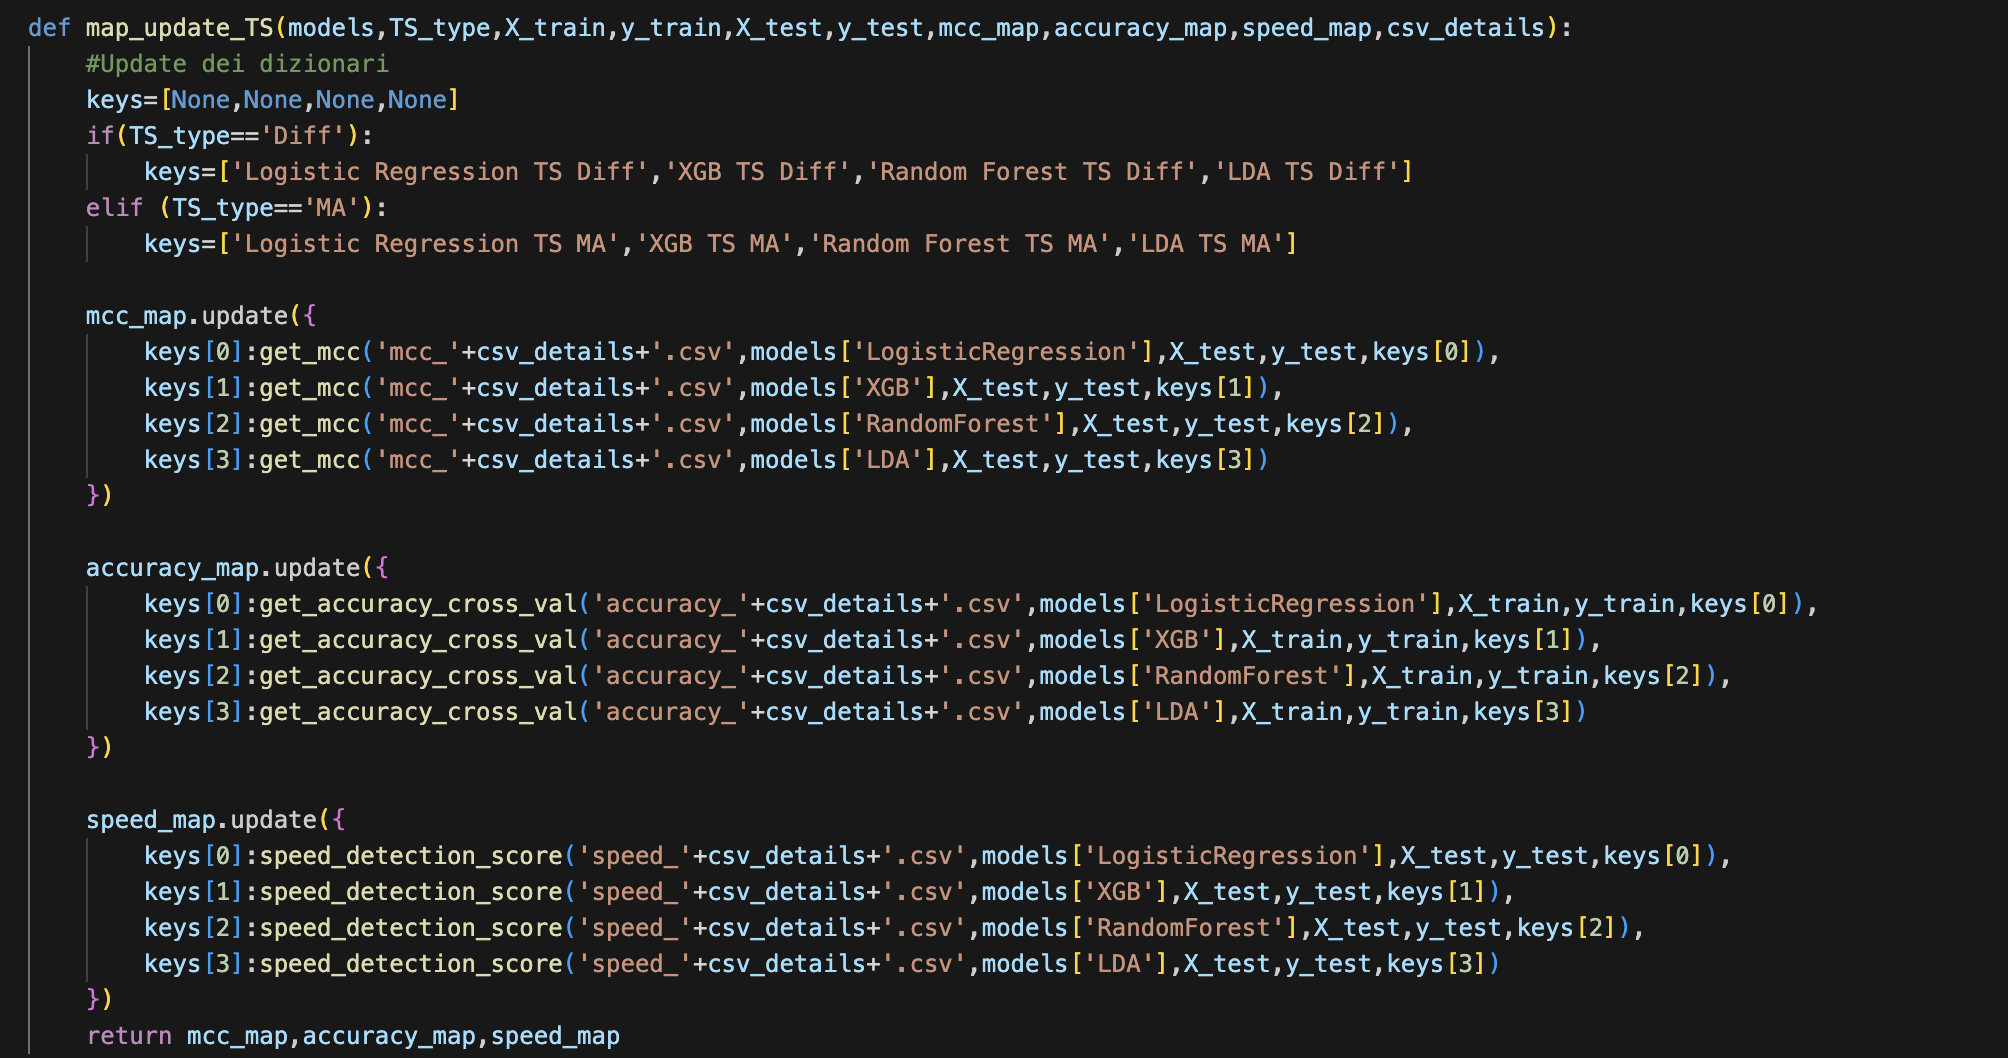 def map_update_TS(models,TS_type,X_train,y_train,X_test,y_test,mcc_map,accuracy_map,speed_map,csv_details):
    #Update dei dizionari
    keys=[None,None,None,None]
    if(TS_type=='Diff'):
        keys=['Logistic Regression TS Diff','XGB TS Diff','Random Forest TS Diff','LDA TS Diff']
    elif (TS_type=='MA'):
        keys=['Logistic Regression TS MA','XGB TS MA','Random Forest TS MA','LDA TS MA']

    mcc_map.update({
        keys[0]:get_mcc('mcc_'+csv_details+'.csv',models['LogisticRegression'],X_test,y_test,keys[0]),
        keys[1]:get_mcc('mcc_'+csv_details+'.csv',models['XGB'],X_test,y_test,keys[1]),
        keys[2]:get_mcc('mcc_'+csv_details+'.csv',models['RandomForest'],X_test,y_test,keys[2]),
        keys[3]:get_mcc('mcc_'+csv_details+'.csv',models['LDA'],X_test,y_test,keys[3])
    })

    accuracy_map.update({
        keys[0]:get_accuracy_cross_val('accuracy_'+csv_details+'.csv',models['LogisticRegression'],X_train,y_train,keys[0]),
        keys[1]:get_accuracy_cross_val('accuracy_'+csv_details+'.csv',models['XGB'],X_train,y_train,keys[1]),
        keys[2]:get_accuracy_cross_val('accuracy_'+csv_details+'.csv',models['RandomForest'],X_train,y_train,keys[2]),
        keys[3]:get_accuracy_cross_val('accuracy_'+csv_details+'.csv',models['LDA'],X_train,y_train,keys[3])
    })

    speed_map.update({
        keys[0]:speed_detection_score('speed_'+csv_details+'.csv',models['LogisticRegression'],X_test,y_test,keys[0]),
        keys[1]:speed_detection_score('speed_'+csv_details+'.csv',models['XGB'],X_test,y_test,keys[1]),
        keys[2]:speed_detection_score('speed_'+csv_details+'.csv',models['RandomForest'],X_test,y_test,keys[2]),
        keys[3]:speed_detection_score('speed_'+csv_details+'.csv',models['LDA'],X_test,y_test,keys[3])
    })
    return mcc_map,accuracy_map,speed_map